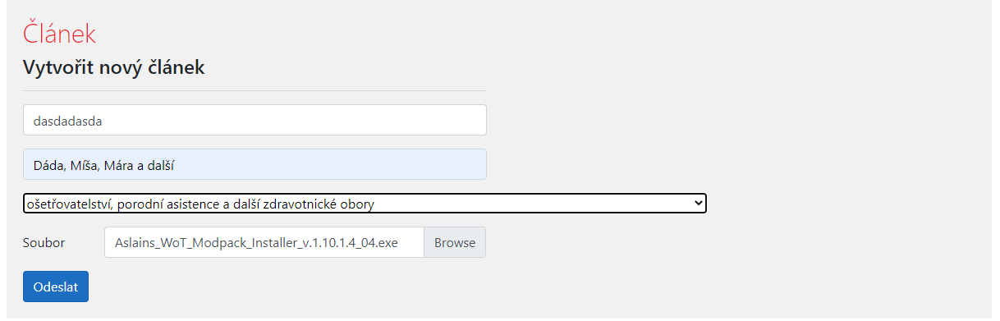 Článek
Vytvořit nový článek
dasdadasda
Dáda, Míša, Mára a další
ošetřovatelství, porodní asistence a další zdravotnické obory
Soubor Aslains_WoT_Modpack_Installer_v.1.10.1.4_04.exe Browse
Odeslat